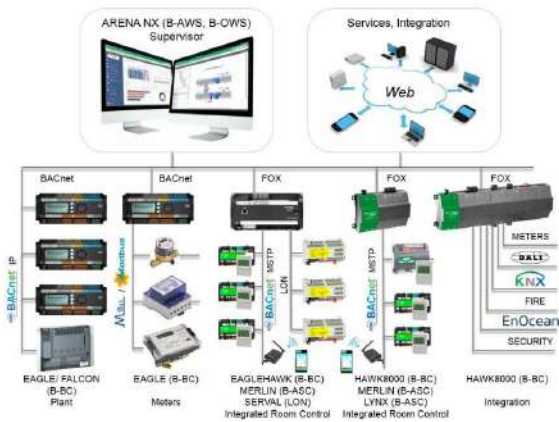 ARENA NX (B-AWS, B-OWS)
Supervisor
Services, Integration
Web
BACnet
BACnet
FOX
FOX
FOX
BACnet IP
M-Bus / Modbus
BACnet MSTP
LON
BACnet MSTP
METERS
DALI
KNX
FIRE
EnOcean
SECURITY
EAGLE/ FALCON
(B-BC)
Plant
EAGLE (B-BC)
Meters
EAGLEHAWK (B-BC)
MERLIN (B-ASC)
SERVAL (LON)
Integrated Room Control
HAWK8000 (B-BC)
MERLIN (B-ASC)
LYNX (B-ASC)
Integrated Room Control
HAWK8000 (B-BC)
Integration